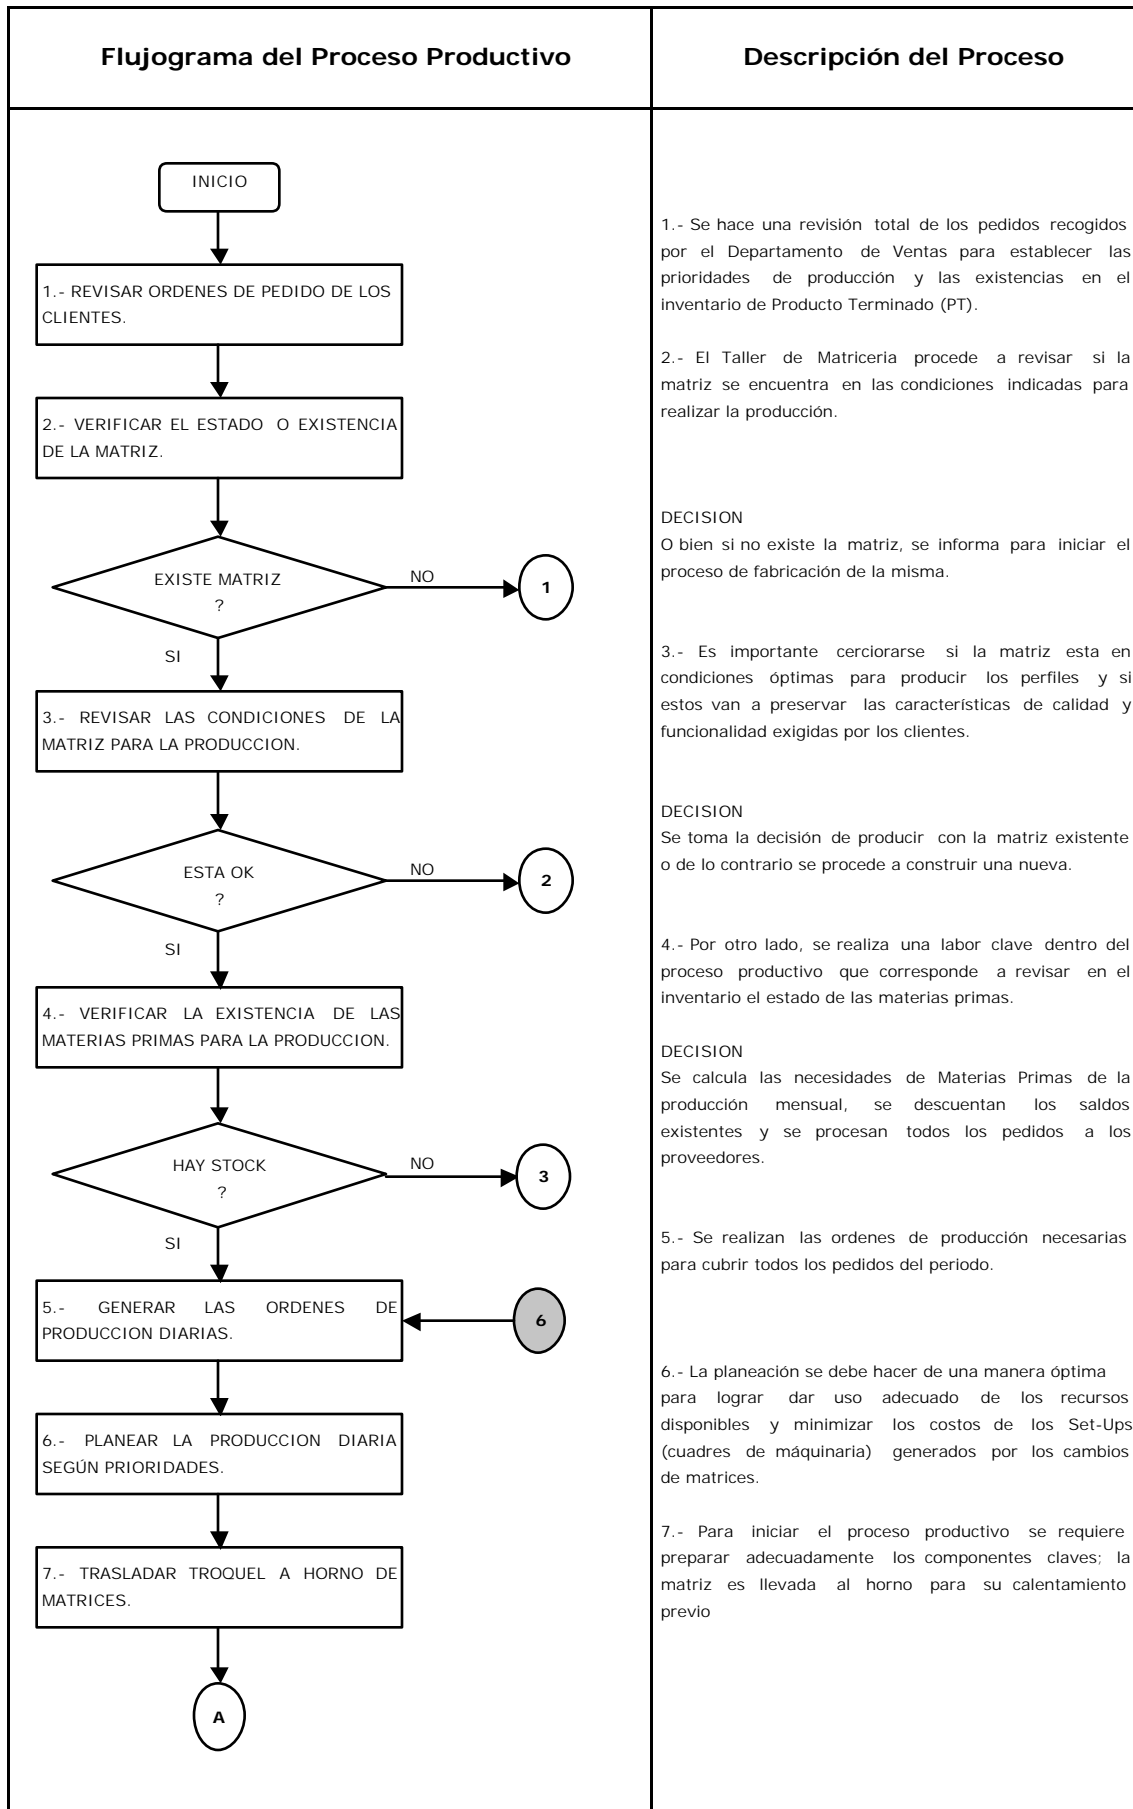 Flujograma del Proceso Productivo
Descripción del Proceso
INICIO
1.- REVISAR ORDENES DE PEDIDO DE LOS
CLIENTES.
2.- VERIFICAR EL ESTADO O EXISTENCIA
DE LA MATRIZ.
EXISTE MATRIZ
?
NO
1
SI
3.- REVISAR LAS CONDICIONES DE LA
MATRIZ PARA LA PRODUCCION.
ESTA OK
?
NO
2
SI
4.- VERIFICAR LA EXISTENCIA DE LAS
MATERIAS PRIMAS PARA LA PRODUCCION.
HAY STOCK
?
NO
3
SI
5.- GENERAR LAS ORDENES DE
PRODUCCION DIARIAS.
6
6.- PLANEAR LA PRODUCCION DIARIA
SEGÚN PRIORIDADES.
7.- TRASLADAR TROQUEL A HORNO DE
MATRICES.
A
1.- Se hace una revisión total de los pedidos recogidos
por el Departamento de Ventas para establecer las
prioridades de producción y las existencias en el
inventario de Producto Terminado (PT).
2.- El Taller de Matriceria procede a revisar si la
matriz se encuentra en las condiciones indicadas para
realizar la producción.
DECISION
O bien si no existe la matriz, se informa para iniciar el
proceso de fabricación de la misma.
3.- Es importante cerciorarse si la matriz esta en
condiciones óptimas para producir los perfiles y si
estos van a preservar las características de calidad y
funcionalidad exigidas por los clientes.
DECISION
Se toma la decisión de producir con la matriz existente
o de lo contrario se procede a construir una nueva.
4.- Por otro lado, se realiza una labor clave dentro del
proceso productivo que corresponde a revisar en el
inventario el estado de las materias primas.
DECISION
Se calcula las necesidades de Materias Primas de la
producción mensual, se descuentan los saldos
existentes y se procesan todos los pedidos a los
proveedores.
5.- Se realizan las ordenes de producción necesarias
para cubrir todos los pedidos del periodo.
6.- La planeación se debe hacer de una manera óptima
para lograr dar uso adecuado de los recursos
disponibles y minimizar los costos de los Set-Ups
(cuadres de máquinaria) generados por los cambios
de matrices.
7.- Para iniciar el proceso productivo se requiere
preparar adecuadamente los componentes claves; la
matriz es llevada al horno para su calentamiento
previo